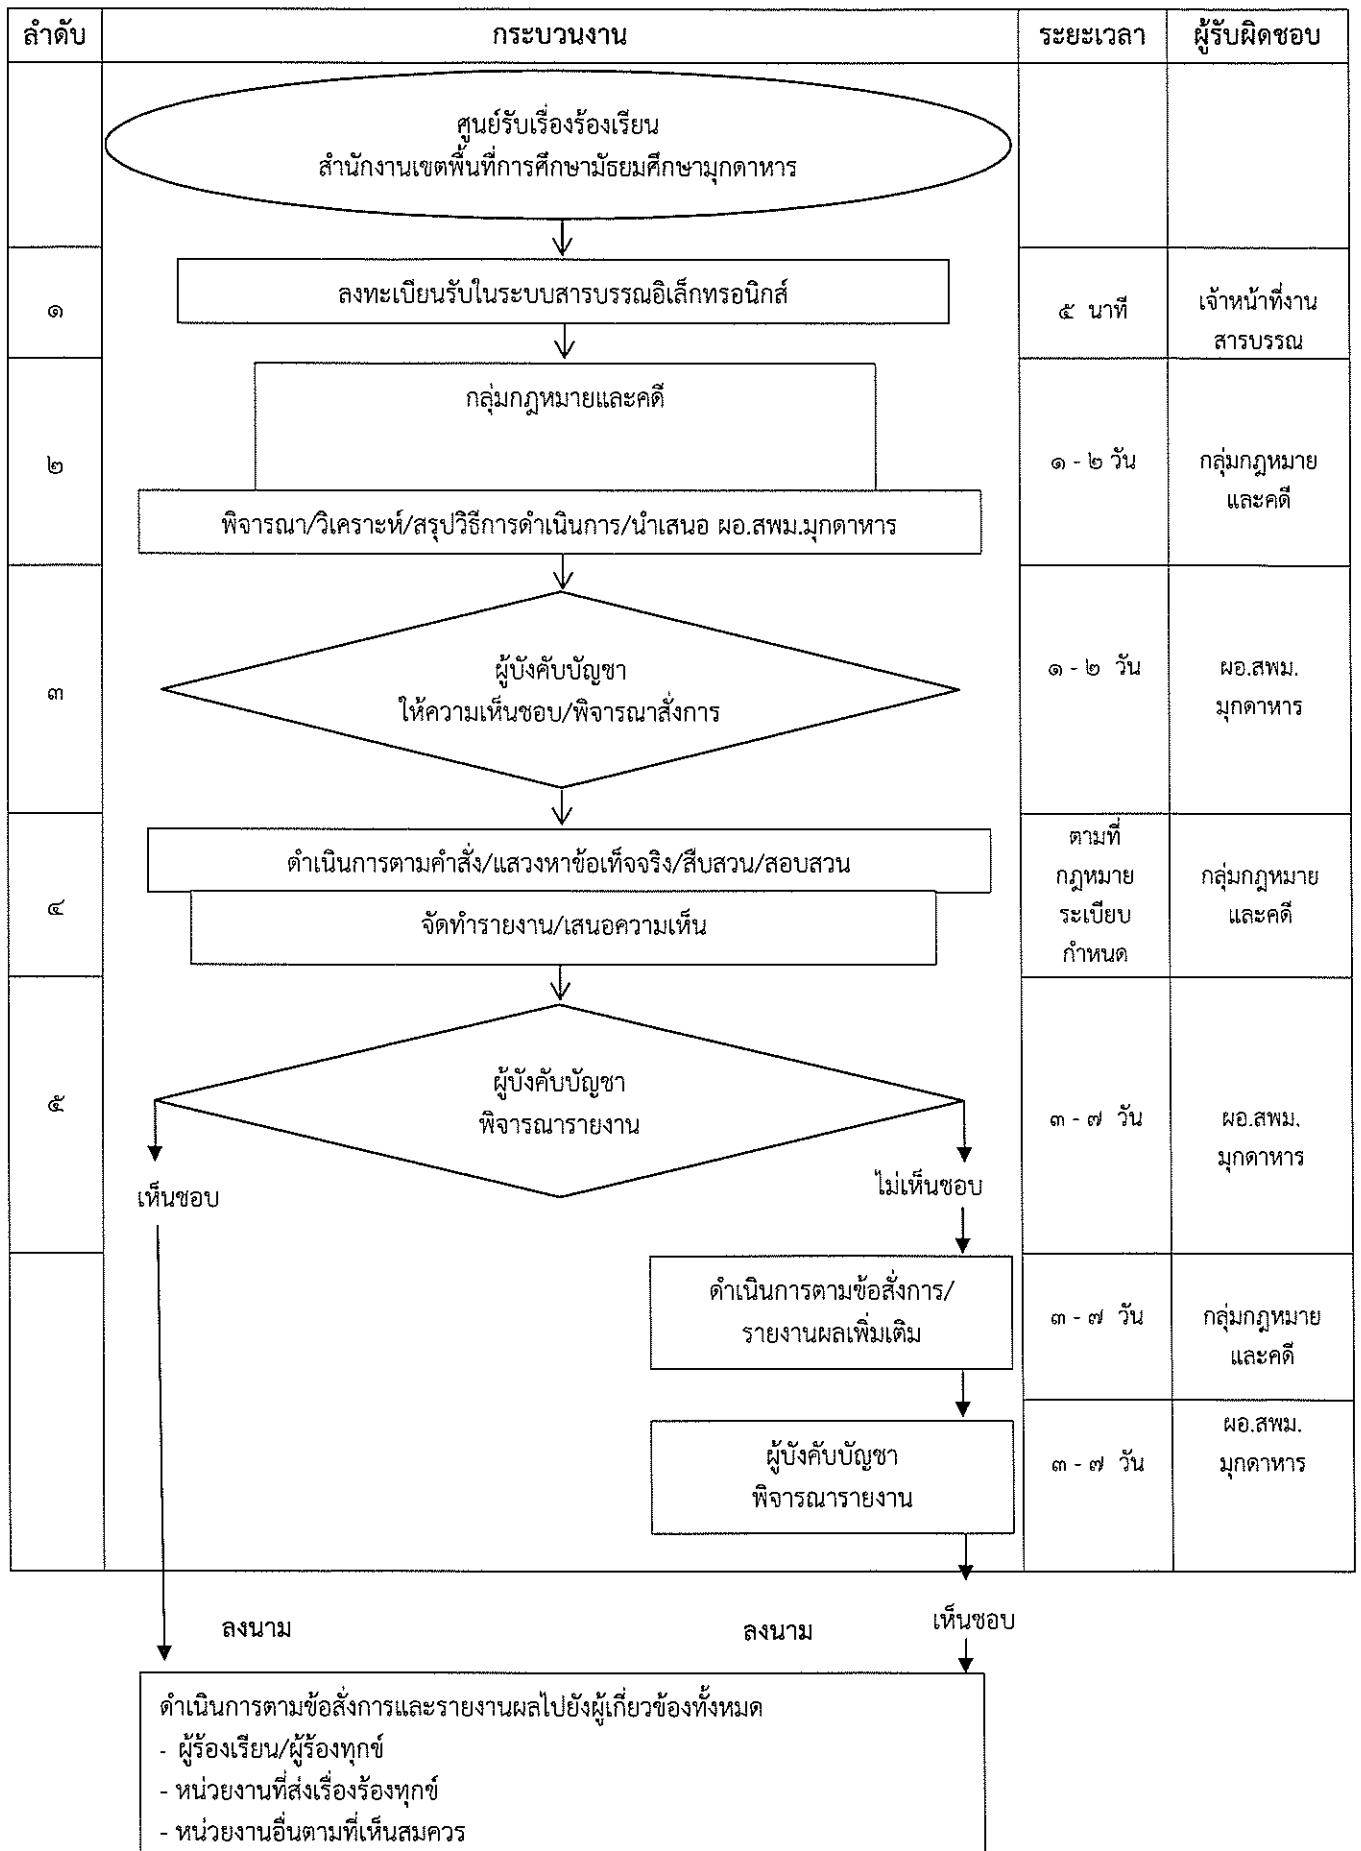 ลำดับ กระบวนงาน ระยะเวลา ผู้รับผิดชอบ
ศูนย์รับเรื่องร้องเรียน
สำนักงานเขตพื้นที่การศึกษามัธยมศึกษามุกดาหาร
๑
ลงทะเบียนรับในระบบสารบรรณอิเล็กทรอนิกส์
๕ นาที
เจ้าหน้าที่งาน
สารบรรณ
๒
กลุ่มกฎหมายและคดี
พิจารณา/วิเคราะห์/สรุปวิธีการดำเนินการ/นำเสนอ ผอ.สพม.มุกดาหาร
๑ - ๒ วัน
กลุ่มกฎหมาย
และคดี
๓
ผู้บังคับบัญชา
ให้ความเห็นชอบ/พิจารณาสั่งการ
๑ - ๒ วัน
ผอ.สพม.
มุกดาหาร
๔
ดำเนินการตามคำสั่ง/แสวงหาข้อเท็จจริง/สืบสวน/สอบสวน
จัดทำรายงาน/เสนอความเห็น
ตามที่
กฎหมาย
ระเบียบ
กำหนด
กลุ่มกฎหมาย
และคดี
๕
ผู้บังคับบัญชา
พิจารณารายงาน
๓ - ๗ วัน
ผอ.สพม.
มุกดาหาร
เห็นชอบ
ไม่เห็นชอบ
ดำเนินการตามข้อสั่งการ/
รายงานผลเพิ่มเติม
๓ - ๗ วัน
กลุ่มกฎหมาย
และคดี
ผู้บังคับบัญชา
พิจารณารายงาน
๓ - ๗ วัน
ผอ.สพม.
มุกดาหาร
ลงนาม
ลงนาม
เห็นชอบ
ดำเนินการตามข้อสั่งการและรายงานผลไปยังผู้เกี่ยวข้องทั้งหมด
- ผู้ร้องเรียน/ผู้ร้องทุกข์
- หน่วยงานที่ส่งเรื่องร้องทุกข์
- หน่วยงานอื่นตามที่เห็นสมควร